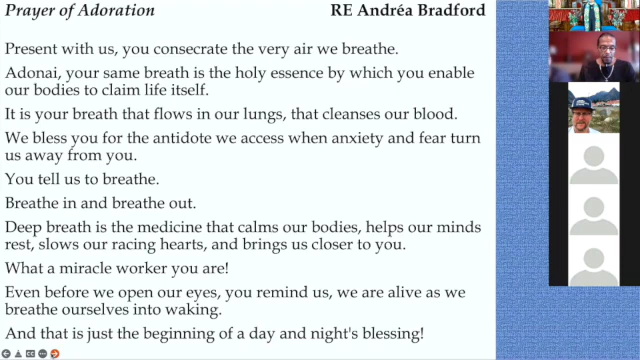 Prayer of Adoration RE Andréa Bradford
Present with us, you consecrate the very air we breathe.
Adonai, your same breath is the holy essence by which you enable
our bodies to claim life itself.
It is your breath that flows in our lungs, that cleanses our blood.
We bless you for the antidote we access when anxiety and fear turn
us away from you.
You tell us to breathe.
Breathe in and breathe out.
Deep breath is the medicine that calms our bodies, helps our minds
rest, slows our racing hearts, and brings us closer to you.
What a miracle worker you are!
Even before we open our eyes, you remind us, we are alive as we
breathe ourselves into waking.
And that is just the beginning of a day and night's blessing!